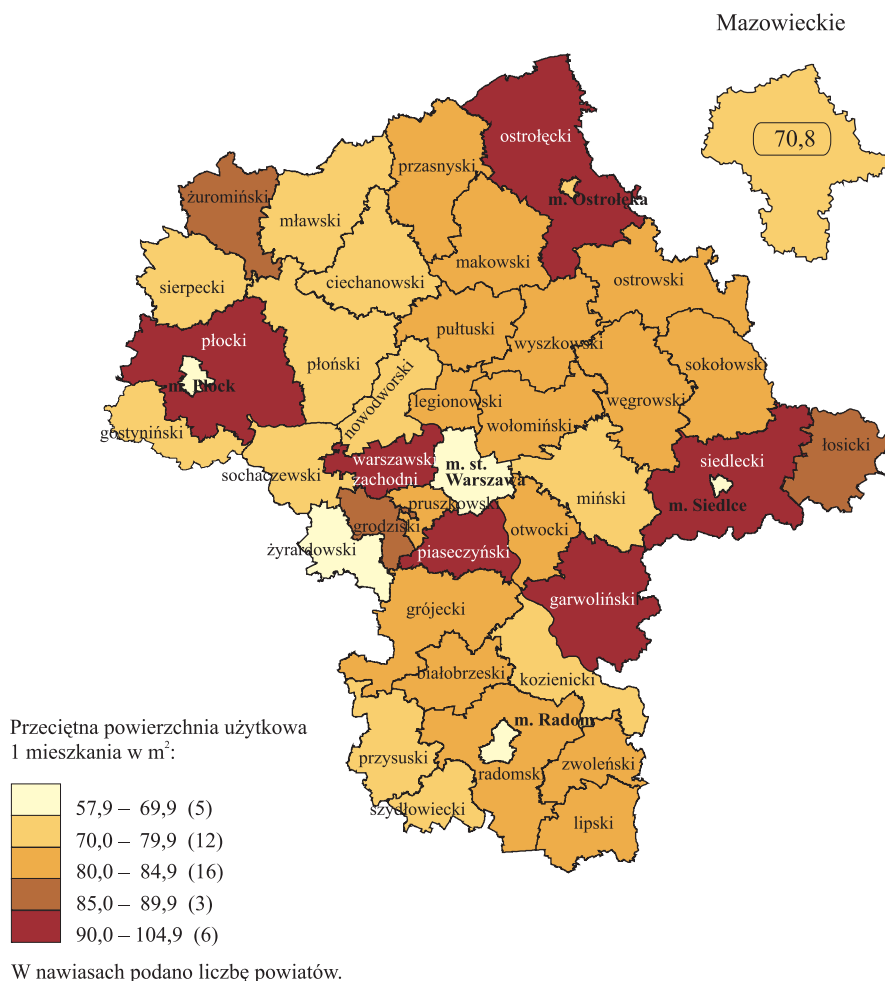 Mazowieckie
70,8
ostrołęcki
przasnyski
żuromiński
m. Ostrołęka
mławski
makowski
ostrowski
ciechanowski
sierpecki
pułtuski
wyszkowski
płocki
płoński
sokołowski
nowodworski
węgrowski
m. Płock
legionowski
wołomiński
gostyniński
łosicki
warszawski
zachodni
m. st.
Warszawa
siedlecki
sochaczewski
miński
m. Siedlce
pruszkowski
grodziski
otwocki
żyrardowski
piaseczyński
garwoliński
grójecki
białobrzeski
kozienicki
m. Radom
przysuski
zwoleński
radomsk
szydłowiecki
lipski
Przeciętna powierzchnia użytkowa
1 mieszkania w m²:
57,9 – 69,9 (5)
70,0 – 79,9 (12)
80,0 – 84,9 (16)
85,0 – 89,9 (3)
90,0 – 104,9 (6)
W nawiasach podano liczbę powiatów.